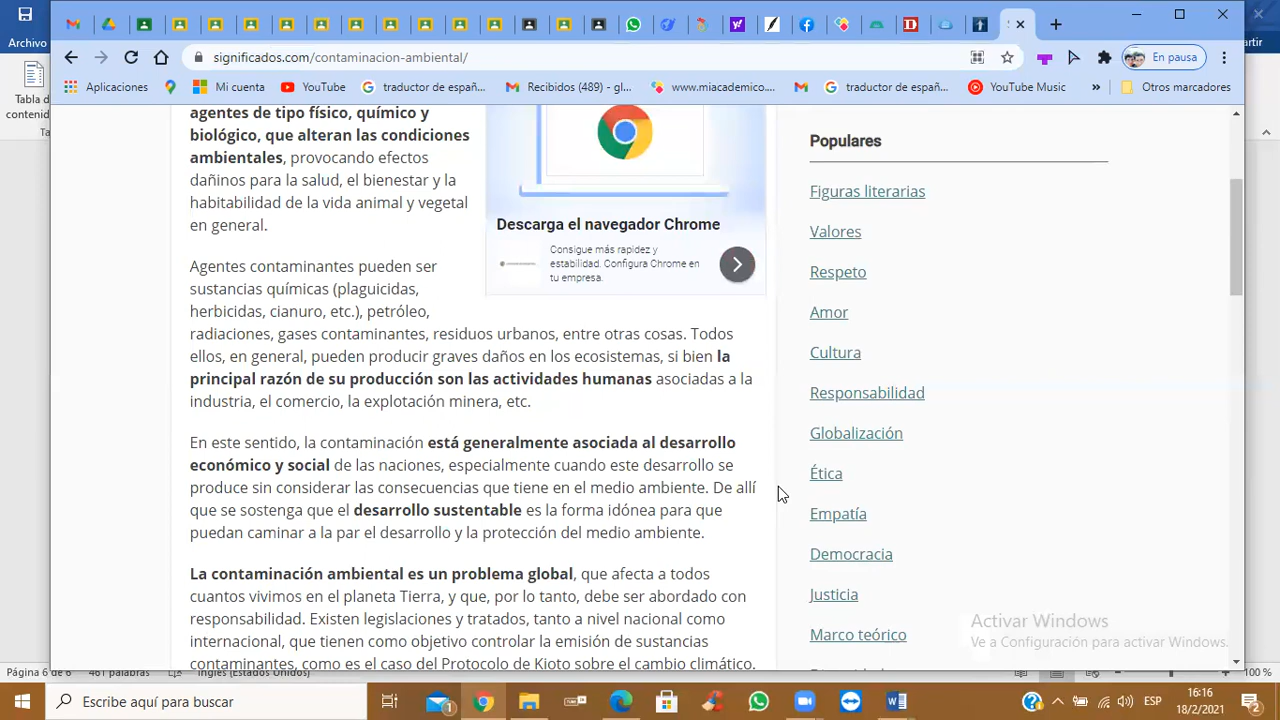 Archivo
rtir
En pausa
significados.com/contaminacion-ambiental/
Aplicaciones
Mi cuenta
YouTube
traductor de españ...
Recibidos (489) - gl...
www.miacademico....
traductor de españ...
YouTube Music
»
Otros marcadores
Tabla d
conteni
agentes de tipo físico, químico y
biológico, que alteran las condiciones
ambientales, provocando efectos
dañinos para la salud, el bienestar y la
habitabilidad de la vida animal y vegetal
en general.
Descarga el navegador Chrome
Consigue más rapidez y
estabilidad. Configura Chrome en
tu empresa.
Agentes contaminantes pueden ser
sustancias químicas (plaguicidas,
herbicidas, cianuro, etc.), petróleo,
radiaciones, gases contaminantes, residuos urbanos, entre otras cosas. Todos
ellos, en general, pueden producir graves daños en los ecosistemas, si bien la
principal razón de su producción son las actividades humanas asociadas a la
industria, el comercio, la explotación minera, etc.
En este sentido, la contaminación está generalmente asociada al desarrollo
económico y social de las naciones, especialmente cuando este desarrollo se
produce sin considerar las consecuencias que tiene en el medio ambiente. De allí
que se sostenga que el desarrollo sustentable es la forma idónea para que
puedan caminar a la par el desarrollo y la protección del medio ambiente.
La contaminación ambiental es un problema global, que afecta a todos
cuantos vivimos en el planeta Tierra, y que, por lo tanto, debe ser abordado con
responsabilidad. Existen legislaciones y tratados, tanto a nivel nacional como
internacional, que tienen como objetivo controlar la emisión de sustancias
contaminantes, como es el caso del Protocolo de Kioto sobre el cambio climático.
Populares
Figuras literarias
Valores
Respeto
Amor
Cultura
Responsabilidad
Globalización
Ética
Empatía
Democracia
Justicia
Marco teórico
Activar Windows
Ve a Configuración para activar Windows.
Página 6 de 6
461 palabras
Inglés (Estados Unidos)
100 %
Escribe aquí para buscar
ESP
16:16
18/2/2021